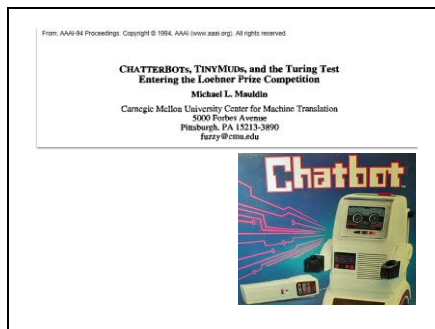 From: AAAI-94 Proceedings. Copyright © 1994, AAAI (www.aaai.org). All rights reserved.
CHATTERBOTS, TINYMUDS, and the Turing Test
Entering the Loebner Prize Competition
Michael L. Mauldin
Carnegie Mellon University Center for Machine Translation
5000 Forbes Avenue
Pittsburgh, PA 15213-3890
fuzzy@cmu.edu
Chatbot